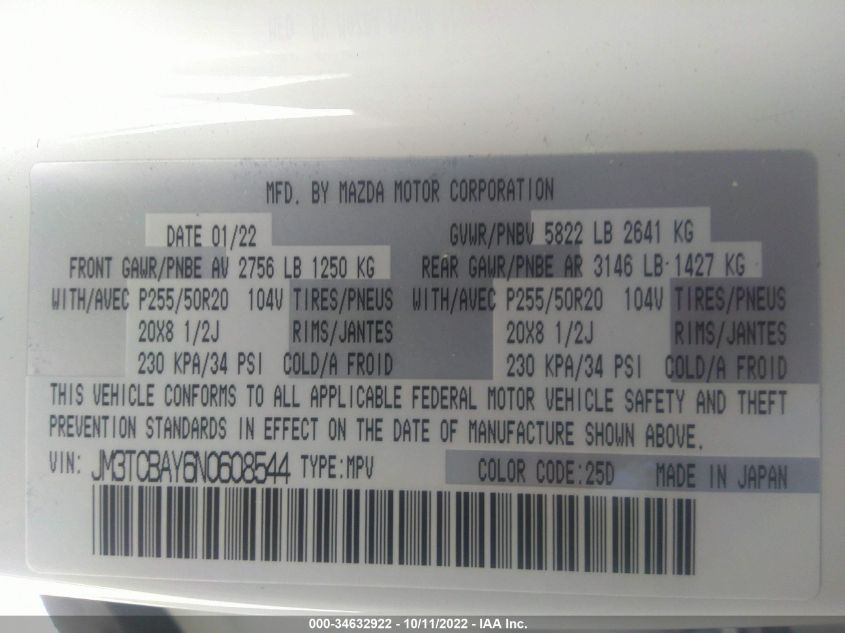 MFD. BY MAZDA MOTOR CORPORATION
DATE 01/22 GVWR/PNBV 5822 LB 2641 KG
FRONT GAWR/PNBE AV 2756 LB 1250 KG REAR GAWR/PNBE AR 3146 LB 1427 KG
WITH/AVEC P255/50R20 104V TIRES/PNEUS WITH/AVEC P255/50R20 104V TIRES/PNEUS
20X8 1/2J RIMS/JANTES 20X8 1/2J RIMS/JANTES
230 KPA/34 PSI COLD/A FROID 230 KPA/34 PSI COLD/A FROID
THIS VEHICLE CONFORMS TO ALL APPLICABLE FEDERAL MOTOR VEHICLE SAFETY AND THEFT
PREVENTION STANDARDS IN EFFECT ON THE DATE OF MANUFACTURE SHOWN ABOVE.
VIN: JM3TCBAY6N0608544 TYPE:MPV COLOR CODE:25D MADE IN JAPAN
000-34632922 - 10/11/2022 - IAA Inc.